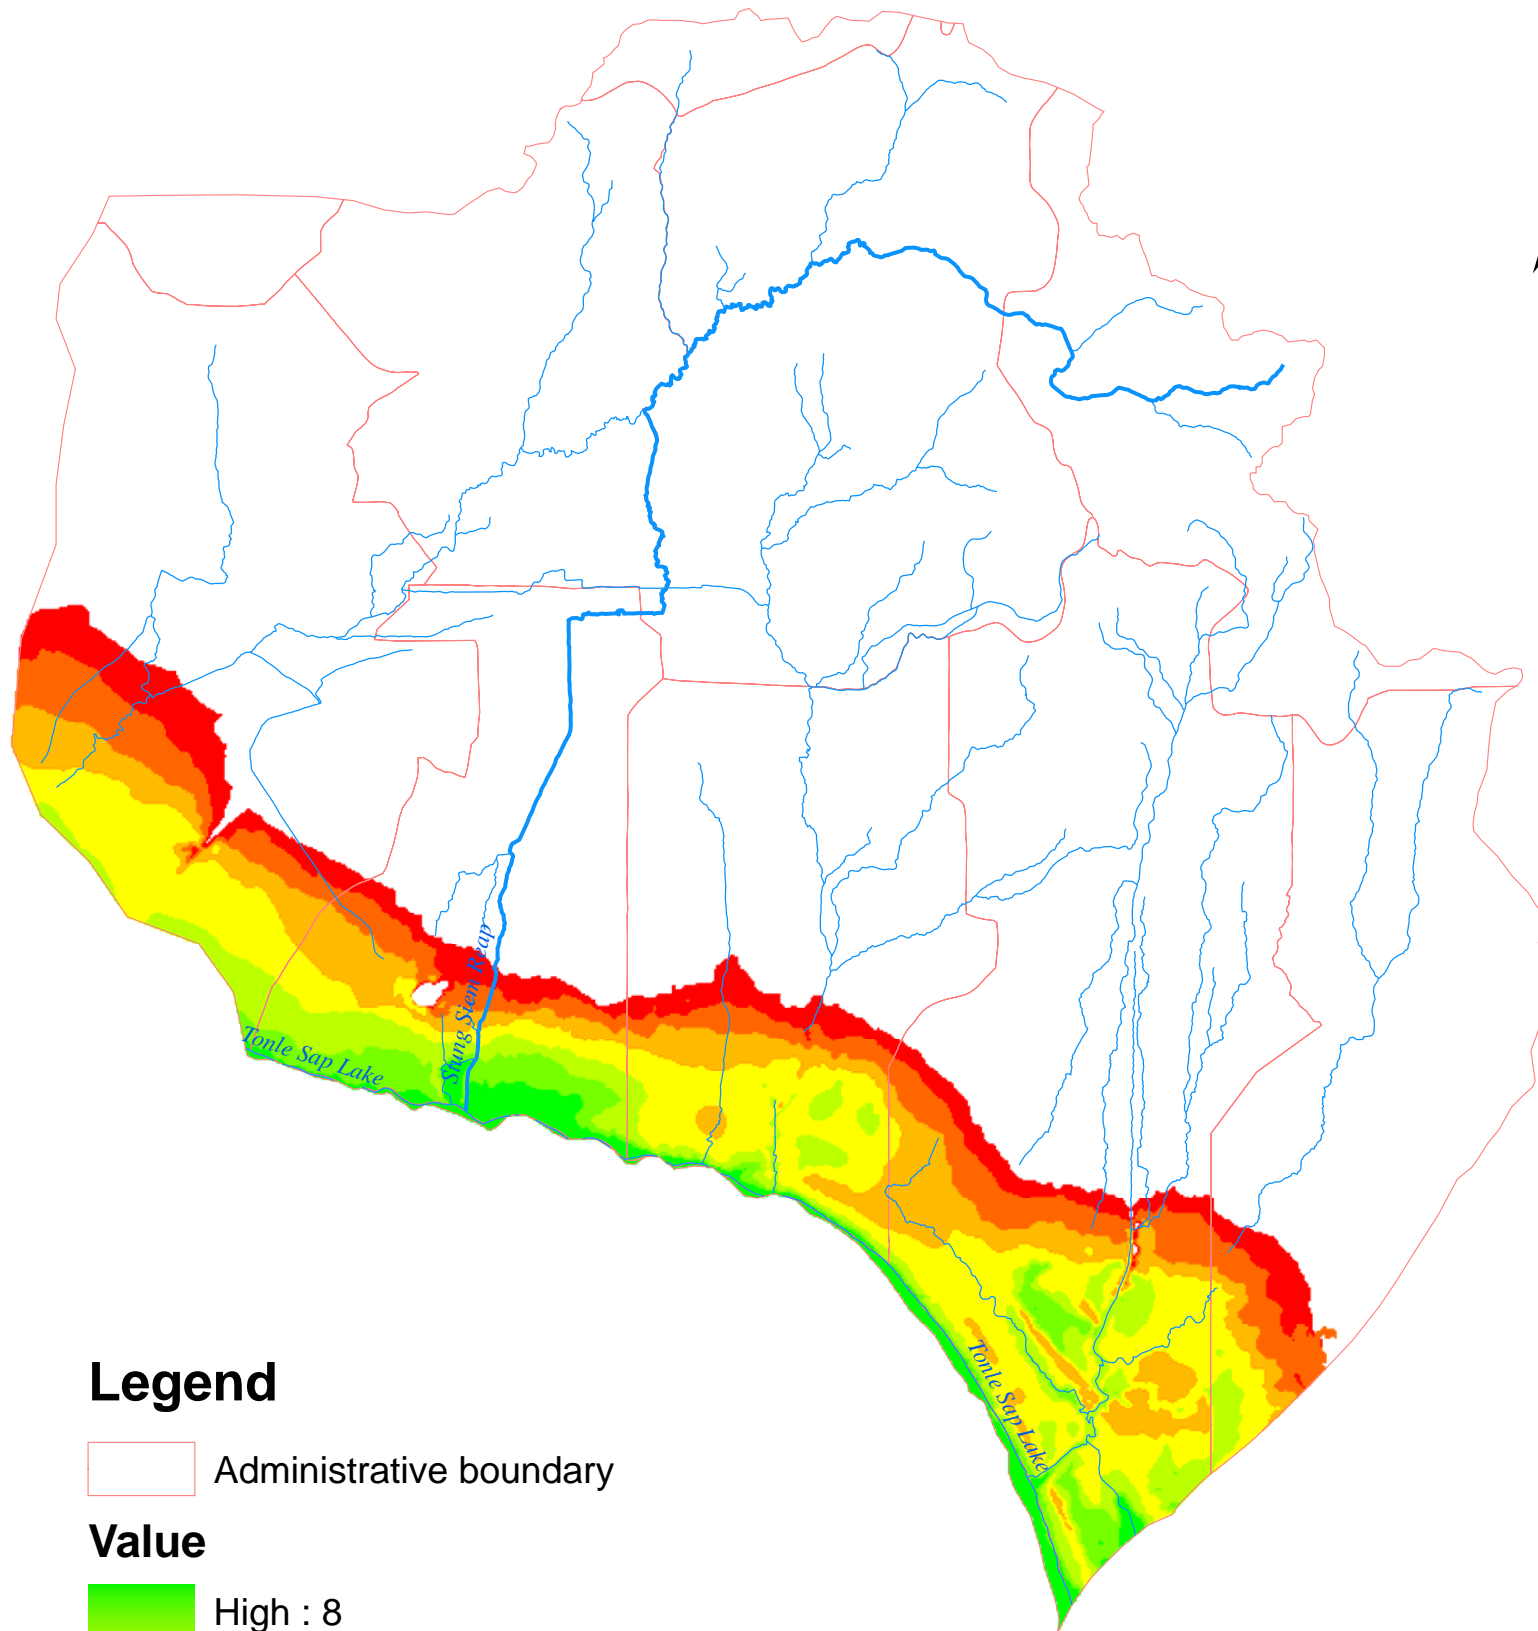 Stung Siem Reap
Tonle Sap Lake
Tonle Sap Lake
Legend
Administrative boundary
Value
High : 8